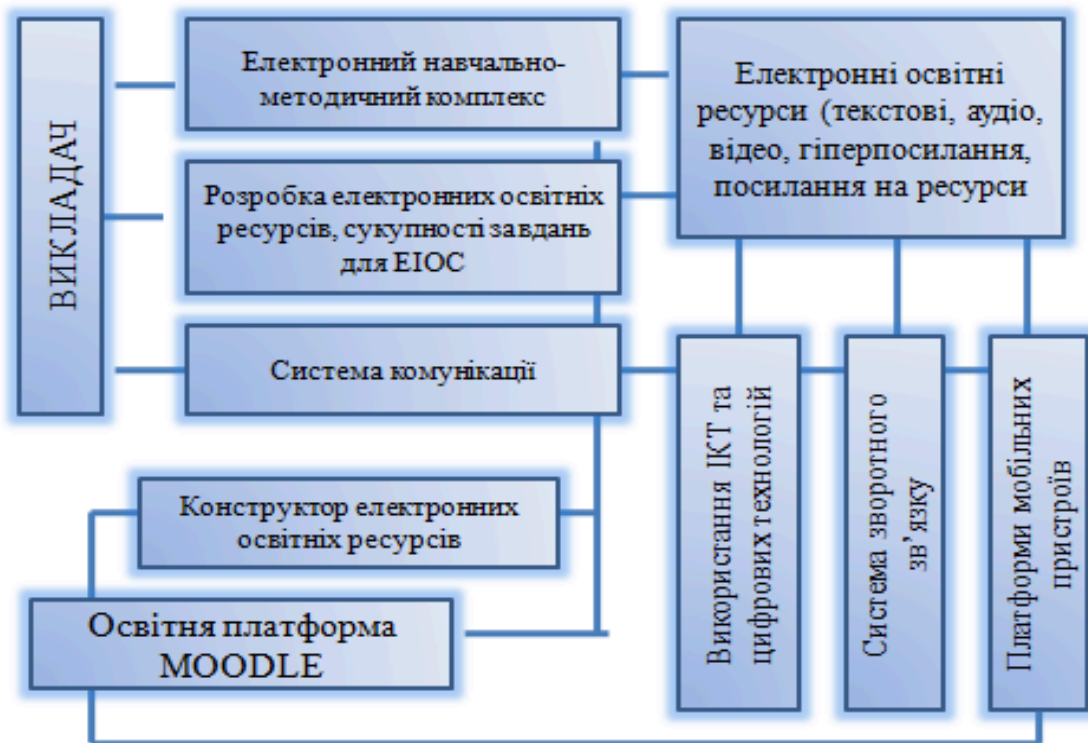 ВИКЛАДАЧ
Електронний навчально-
методичний комплекс
Розробка електронних освітніх
ресурсів, сукупності завдань
для ЕІОС
Система комунікації
Конструктор електронних
освітніх ресурсів
Освітня платформа
MOODLE
Електронні освітні
ресурси (текстові, аудіо,
відео, гіперпосилання,
посилання на ресурси
Використання ІКТ та
цифрових технологій
Система зворотного
зв’язку
Платформи мобільних
пристроїв